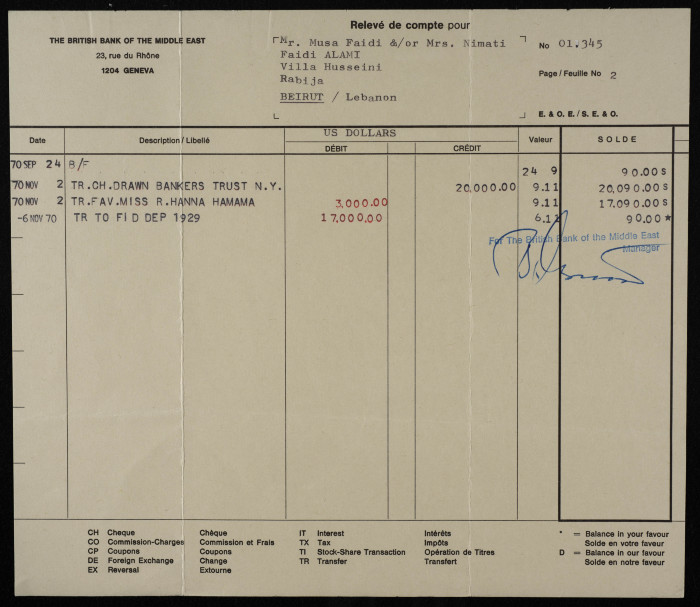 Relevé de compte pour
THE BRITISH BANK OF THE MIDDLE EAST
23, rue du Rhône
1204 GENEVA
Mr. Musa Faidi &/or Mrs. Nimati
Faidi ALAMI
Villa Husseini
Rabija
BEIRUT / Lebanon
No 01.345
Page/Feuille No 2
E. & O. E./S. E. & O.
US DOLLARS
Date Description/Libellé DÉBIT CRÉDIT Valeur SOLDE
70 SEP 24 B/F 24 9 90.00 S
70 NOV 2 TR.CH.DRAWN BANKERS TRUST N.Y. 20,000.00 9.11 20,090.00 S
70 NOV 2 TR.FAV.MISS R.HANNA HAMAMA 3,000.00 9.11 17,090.00 S
-6 NOV 70 TR TO FID DEP 1929 17,000.00 6.11 90.00 *
For The British Bank of the Middle East
Manager
CH Cheque Chèque IT Interest Intérêts * = Balance in your favour
CO Commission-Charges Commission et Frais TX Tax Impôts Solde en votre faveur
CP Coupons Coupons TI Stock-Share Transaction Opération de Titres D = Balance in our favour
DE Foreign Exchange Change TR Transfer Transfert Solde en notre faveur
EX Reversal Extourne